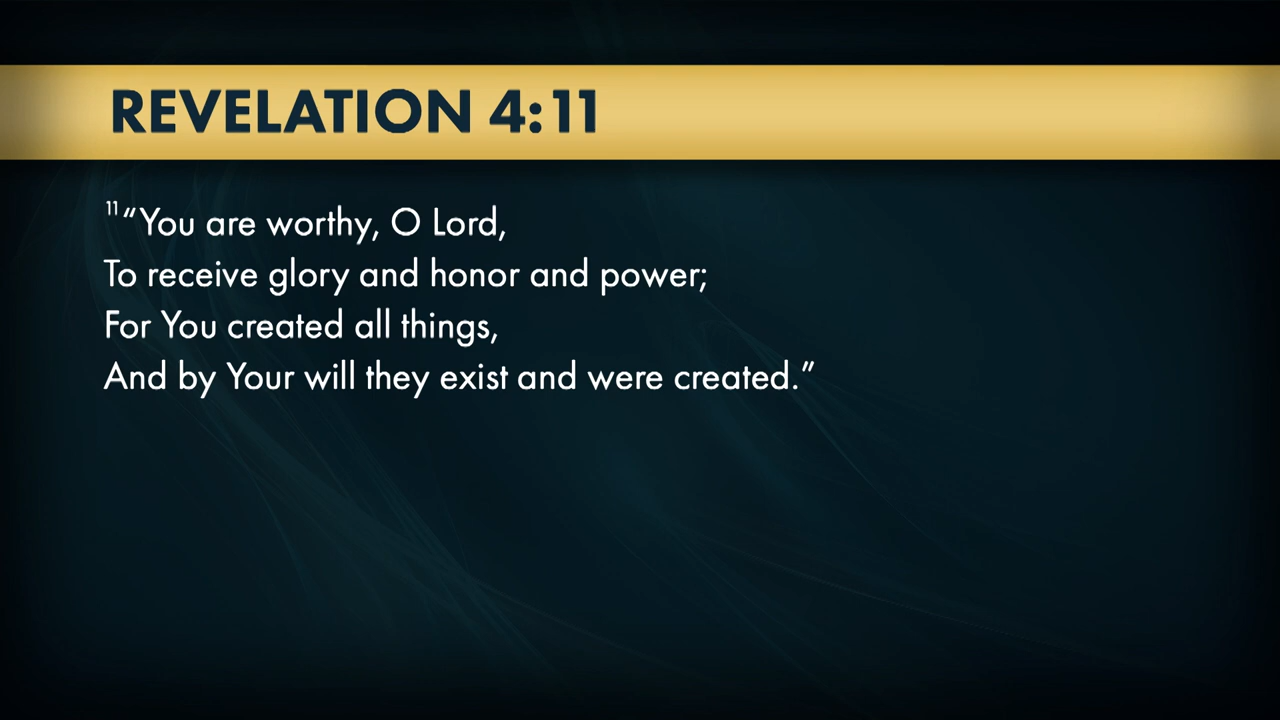 REVELATION 4:11
11 “You are worthy, O Lord,
To receive glory and honor and power;
For You created all things,
And by Your will they exist and were created.”